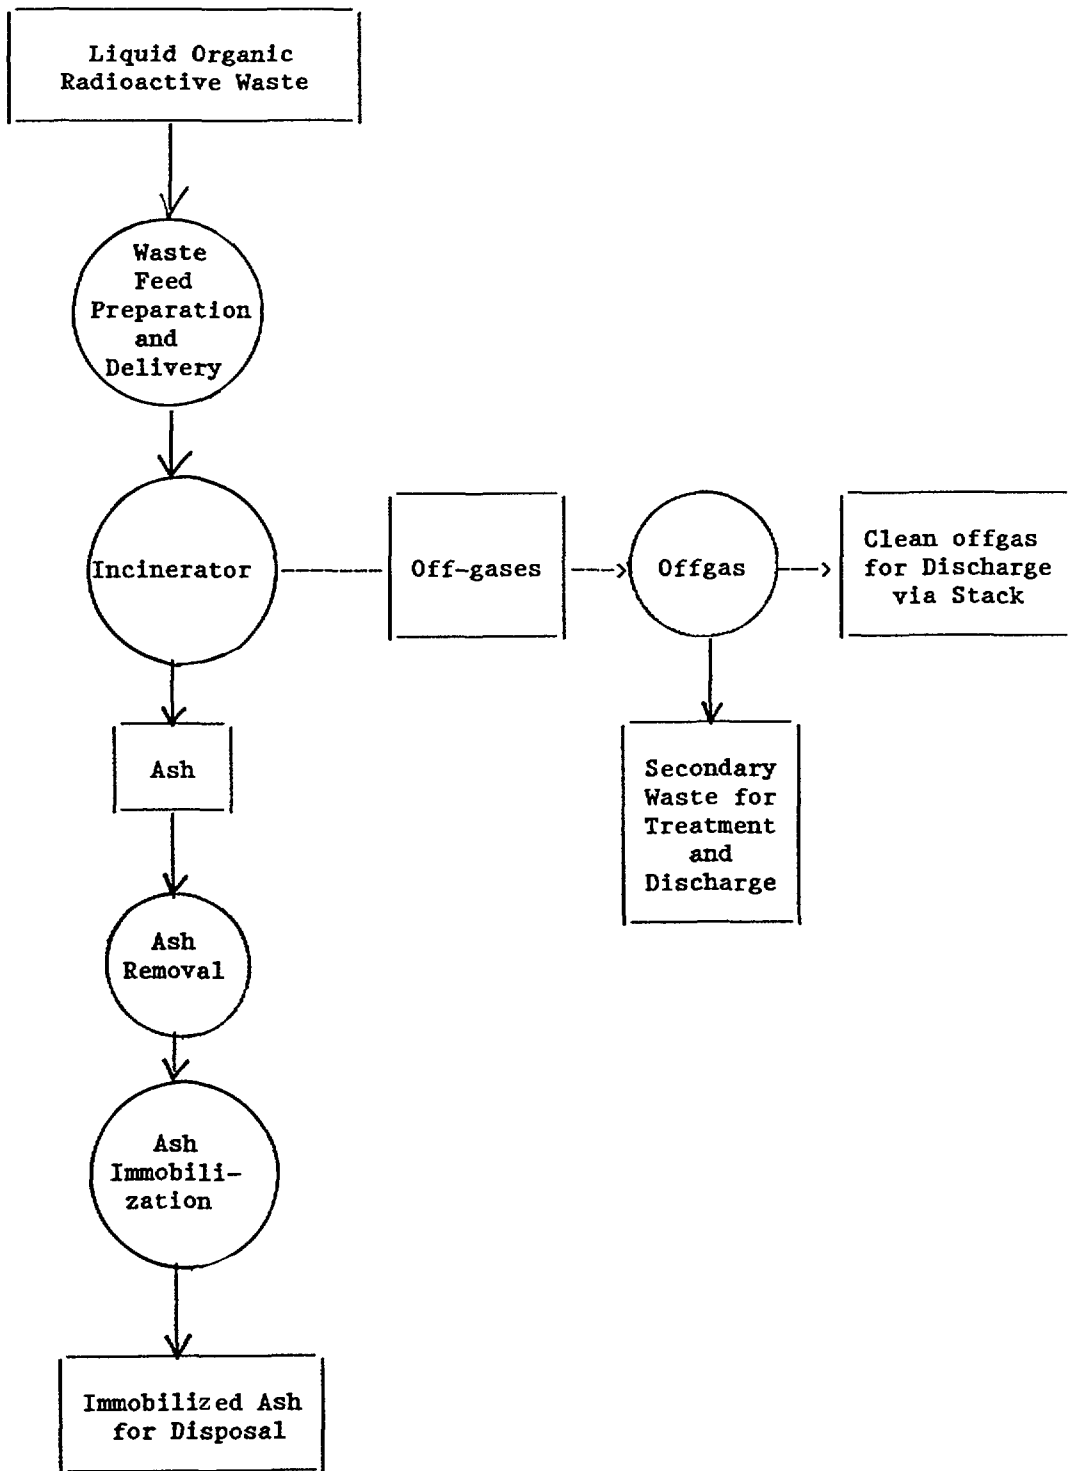 Liquid Organic
Radioactive Waste
Waste
Feed
Preparation
and
Delivery
Incinerator
Off-gases
Offgas
Clean offgas
for Discharge
via Stack
Ash
Secondary
Waste for
Treatment
and
Discharge
Ash
Removal
Ash
Immobili-
zation
Immobilized Ash
for Disposal